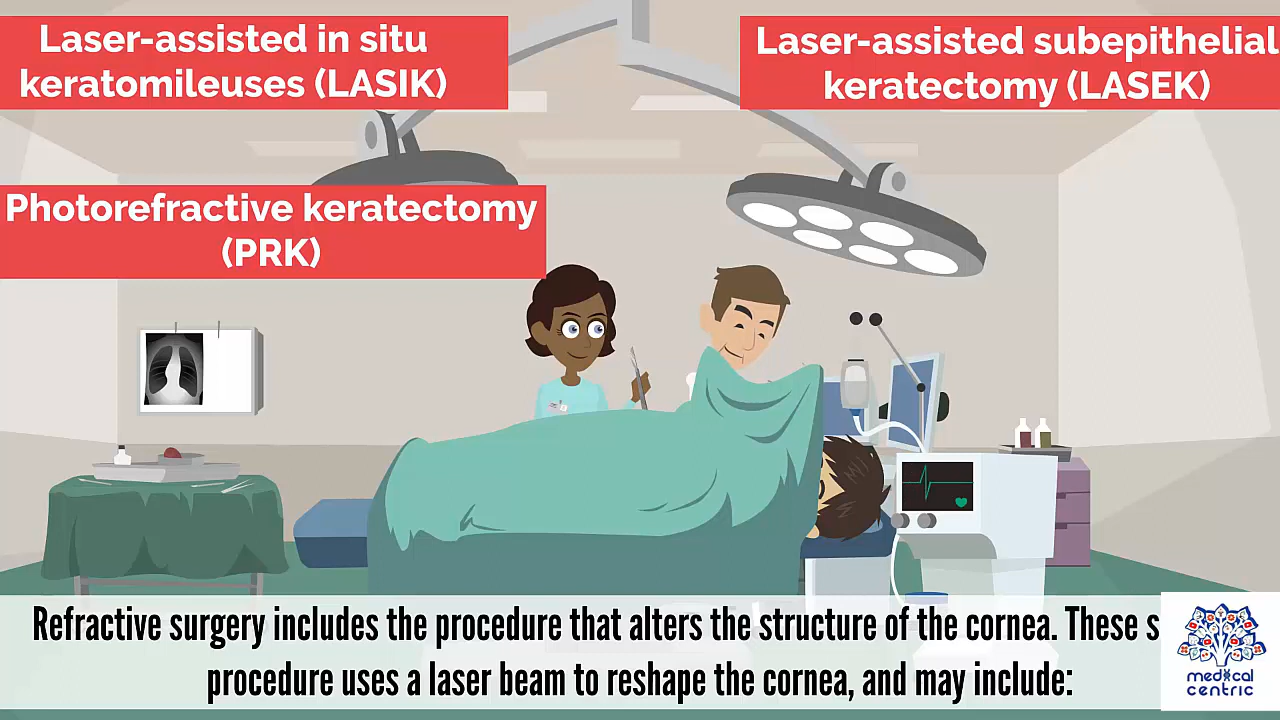 Laser-assisted in situ
keratomileuses (LASIK)
Laser-assisted subepithelial
keratectomy (LASEK)
Photorefractive keratectomy
(PRK)
Refractive surgery includes the procedure that alters the structure of the cornea. These s
procedure uses a laser beam to reshape the cornea, and may include:
medical
centric